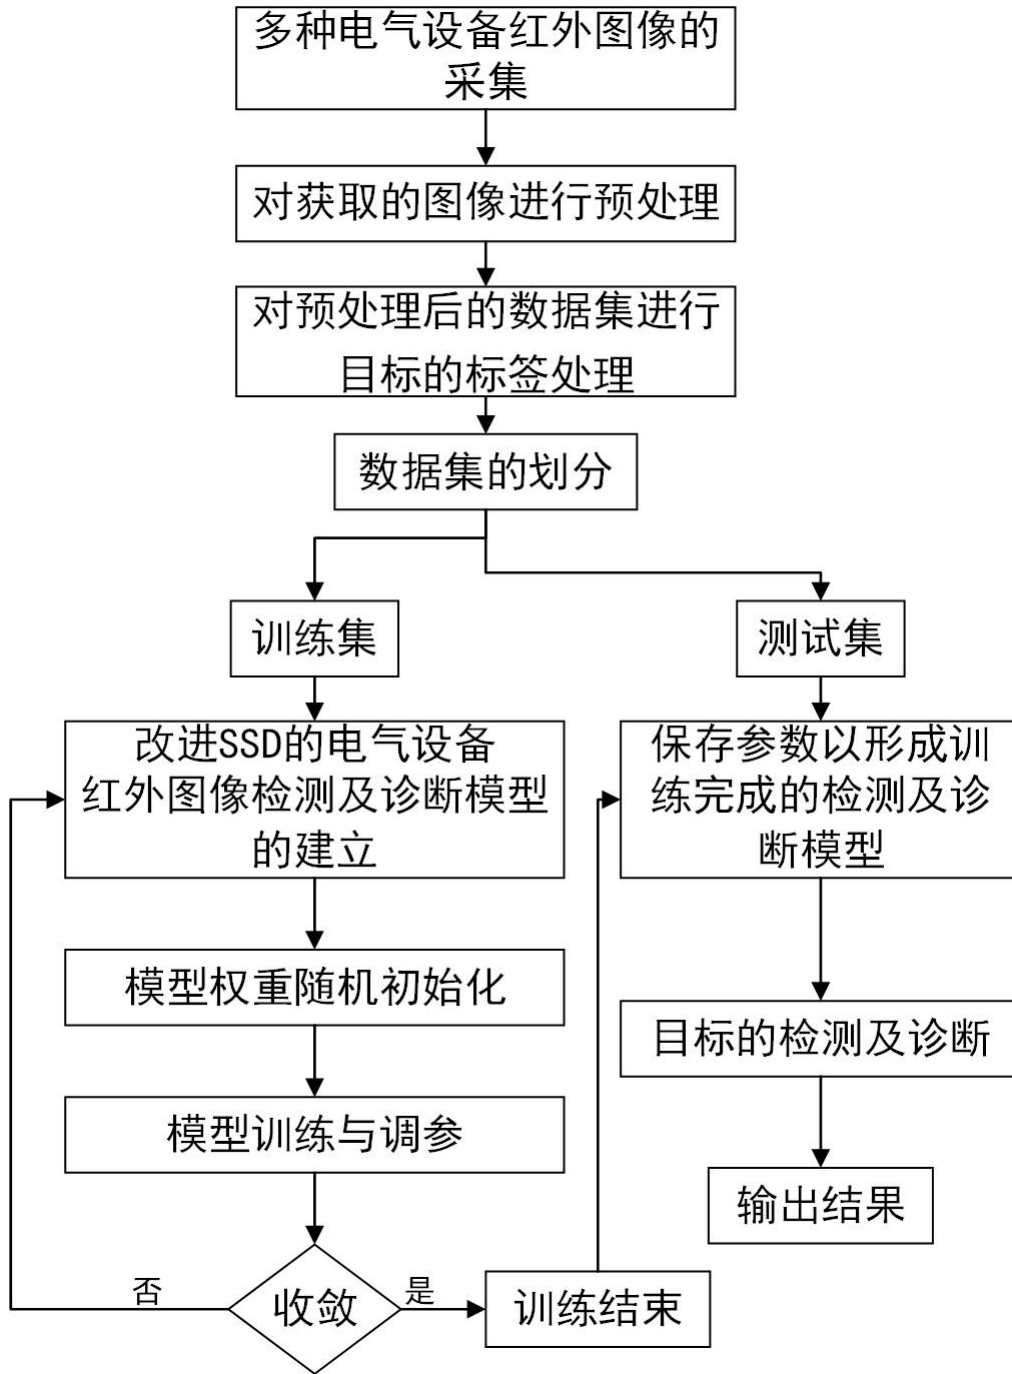 多种电气设备红外图像的
采集
对获取的图像进行预处理
对预处理后的数据集进行
目标的标签处理
数据集的划分
训练集
测试集
改进SSD的电气设备
红外图像检测及诊断模型
的建立
保存参数以形成训
练完成的检测及诊
断模型
模型权重随机初始化
目标的检测及诊断
模型训练与调参
输出结果
否
收敛
是
训练结束